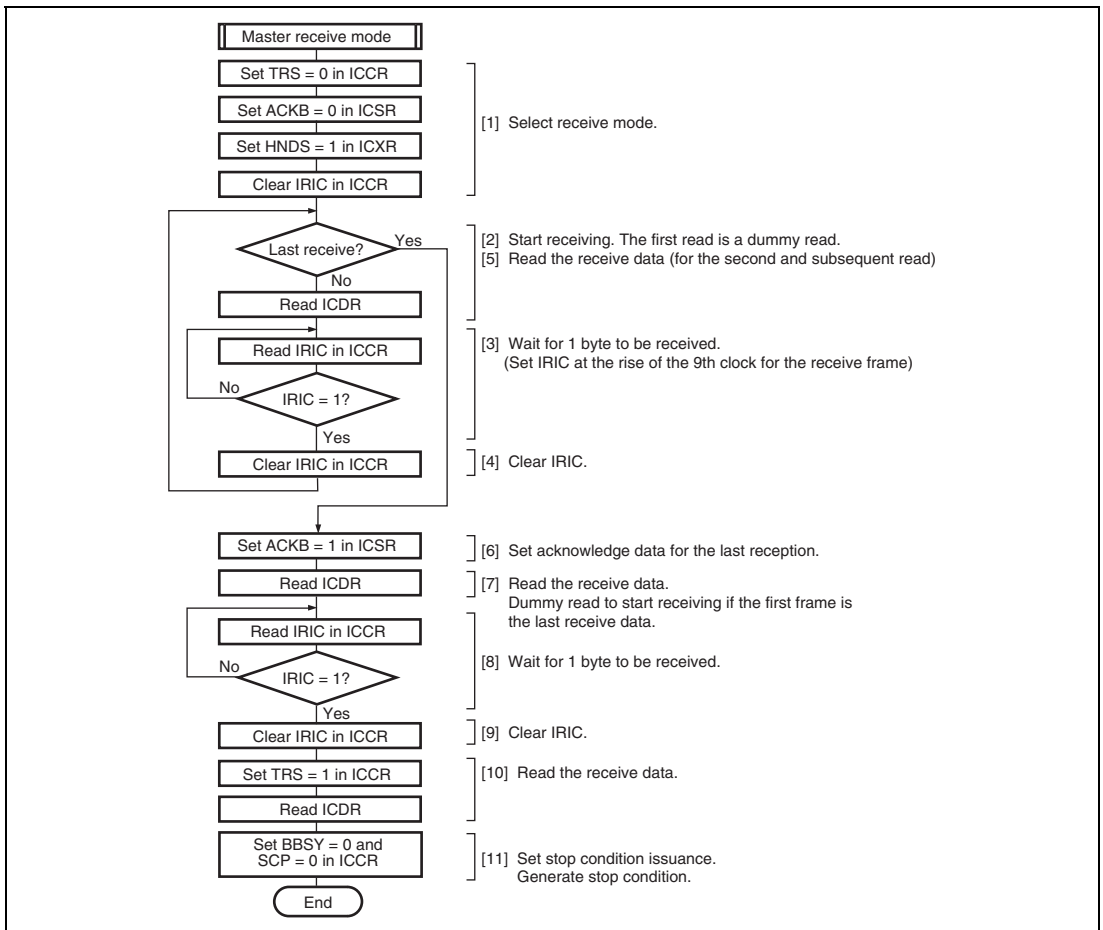 Master receive mode
Set TRS = 0 in ICCR
Set ACKB = 0 in ICSR
[1] Select receive mode.
Set HNDS = 1 in ICXR
Clear IRIC in ICCR
Last receive?
Yes
[2] Start receiving. The first read is a dummy read.
[5] Read the receive data (for the second and subsequent read)
No
Read ICDR
Read IRIC in ICCR
[3] Wait for 1 byte to be received.
(Set IRIC at the rise of the 9th clock for the receive frame)
No
IRIC = 1?
Yes
Clear IRIC in ICCR
[4] Clear IRIC.
Set ACKB = 1 in ICSR
[6] Set acknowledge data for the last reception.
Read ICDR
[7] Read the receive data.
Dummy read to start receiving if the first frame is
the last receive data.
Read IRIC in ICCR
No
IRIC = 1?
[8] Wait for 1 byte to be received.
Yes
Clear IRIC in ICCR
[9] Clear IRIC.
Set TRS = 1 in ICCR
[10] Read the receive data.
Read ICDR
Set BBSY = 0 and
SCP = 0 in ICCR
[11] Set stop condition issuance.
Generate stop condition.
End